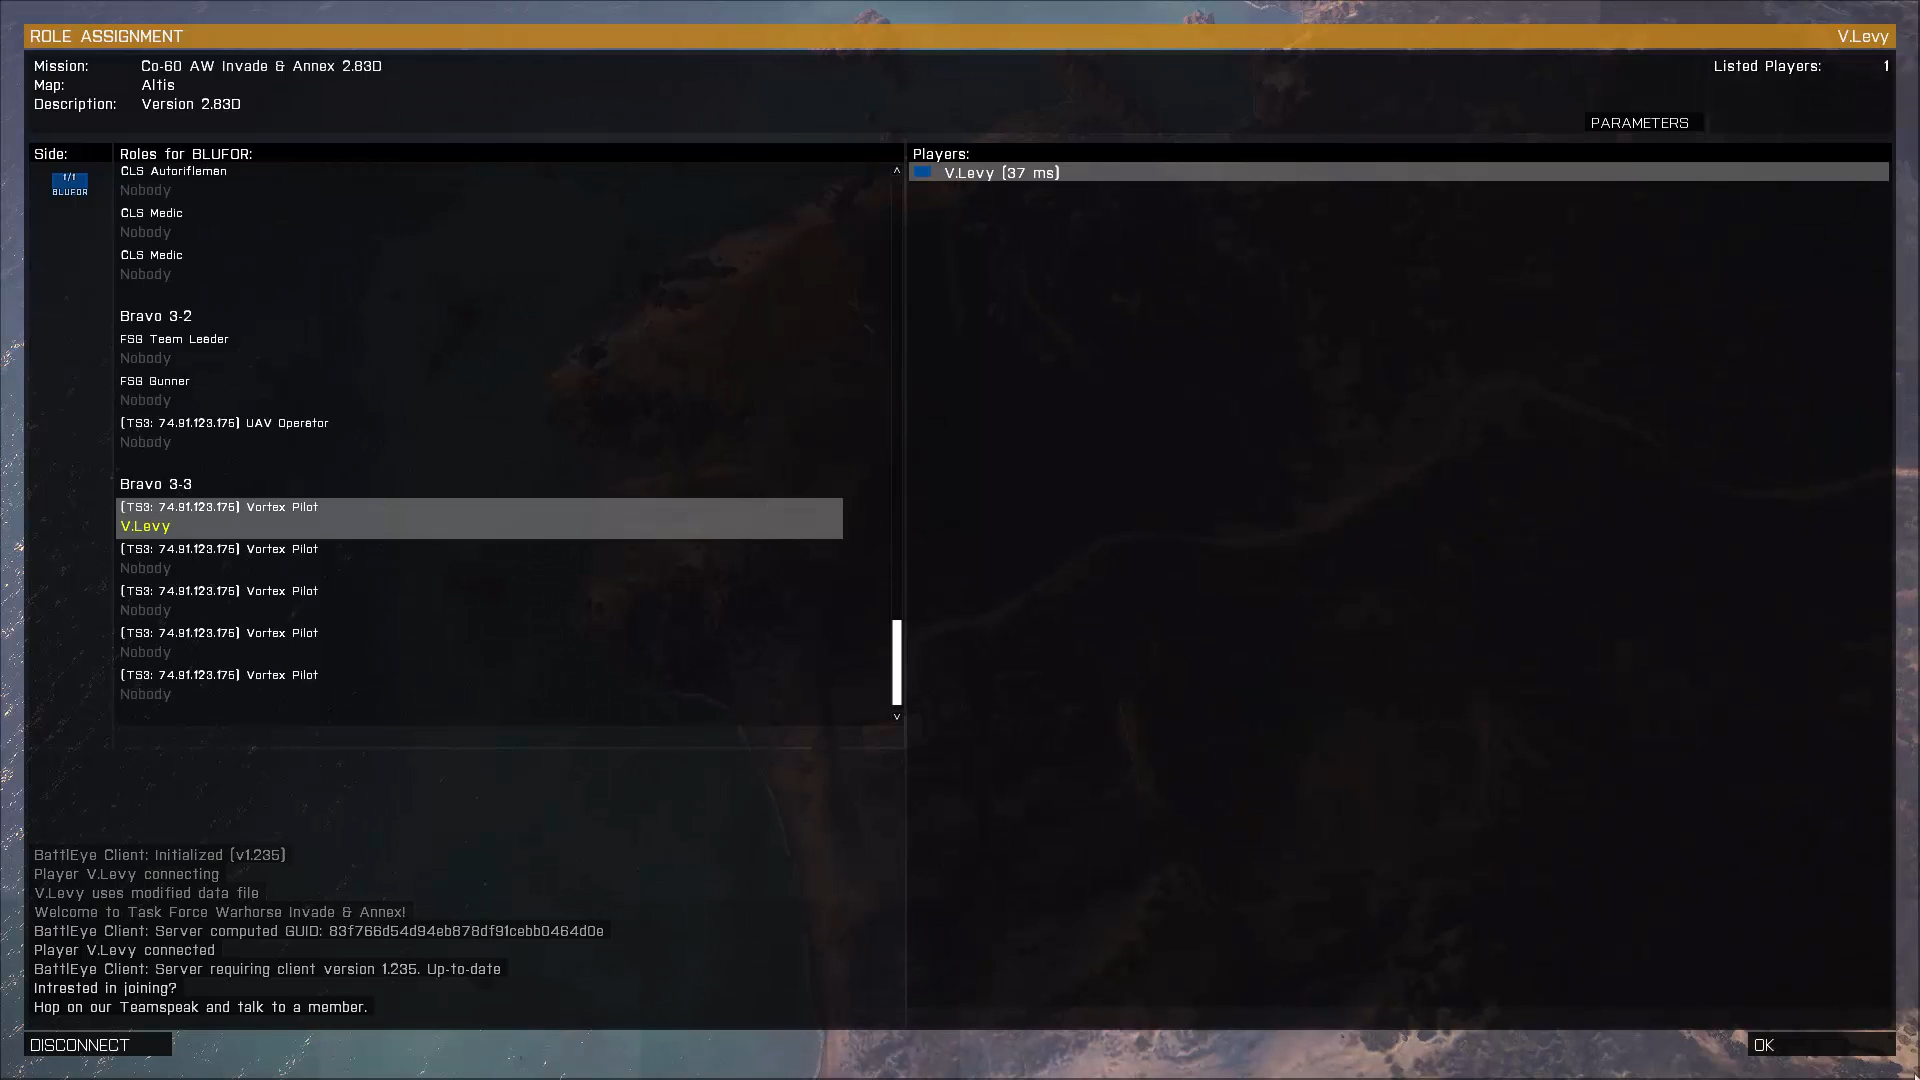 ROLE ASSIGNMENT
V.Levy
Mission: Co-60 AW Invade & Annex 2.83D
Listed Players: 1
Map: Altis
Description: Version 2.83D
PARAMETERS
Side:
Roles for BLUFOR:
Players:
1/1
BLUFOR
CLS Autorifleman
Nobody
CLS Medic
Nobody
CLS Medic
Nobody
Bravo 3-2
FSG Team Leader
Nobody
FSG Gunner
Nobody
(TS3: 74.91.123.175) UAV Operator
Nobody
Bravo 3-3
(TS3: 74.91.123.175) Vortex Pilot
V.Levy
(TS3: 74.91.123.175) Vortex Pilot
Nobody
(TS3: 74.91.123.175) Vortex Pilot
Nobody
(TS3: 74.91.123.175) Vortex Pilot
Nobody
(TS3: 74.91.123.175) Vortex Pilot
Nobody
V.Levy (37 ms)
BattlEye Client: Initialized (v1.235)
Player V.Levy connecting
V.Levy uses modified data file
Welcome to Task Force Warhorse Invade & Annex!
BattlEye Client: Server computed GUID: 83f766d54d94eb878df91cebb0464d0e
Player V.Levy connected
BattlEye Client: Server requiring client version 1.235. Up-to-date
Intrested in joining?
Hop on our Teamspeak and talk to a member.
DISCONNECT
OK